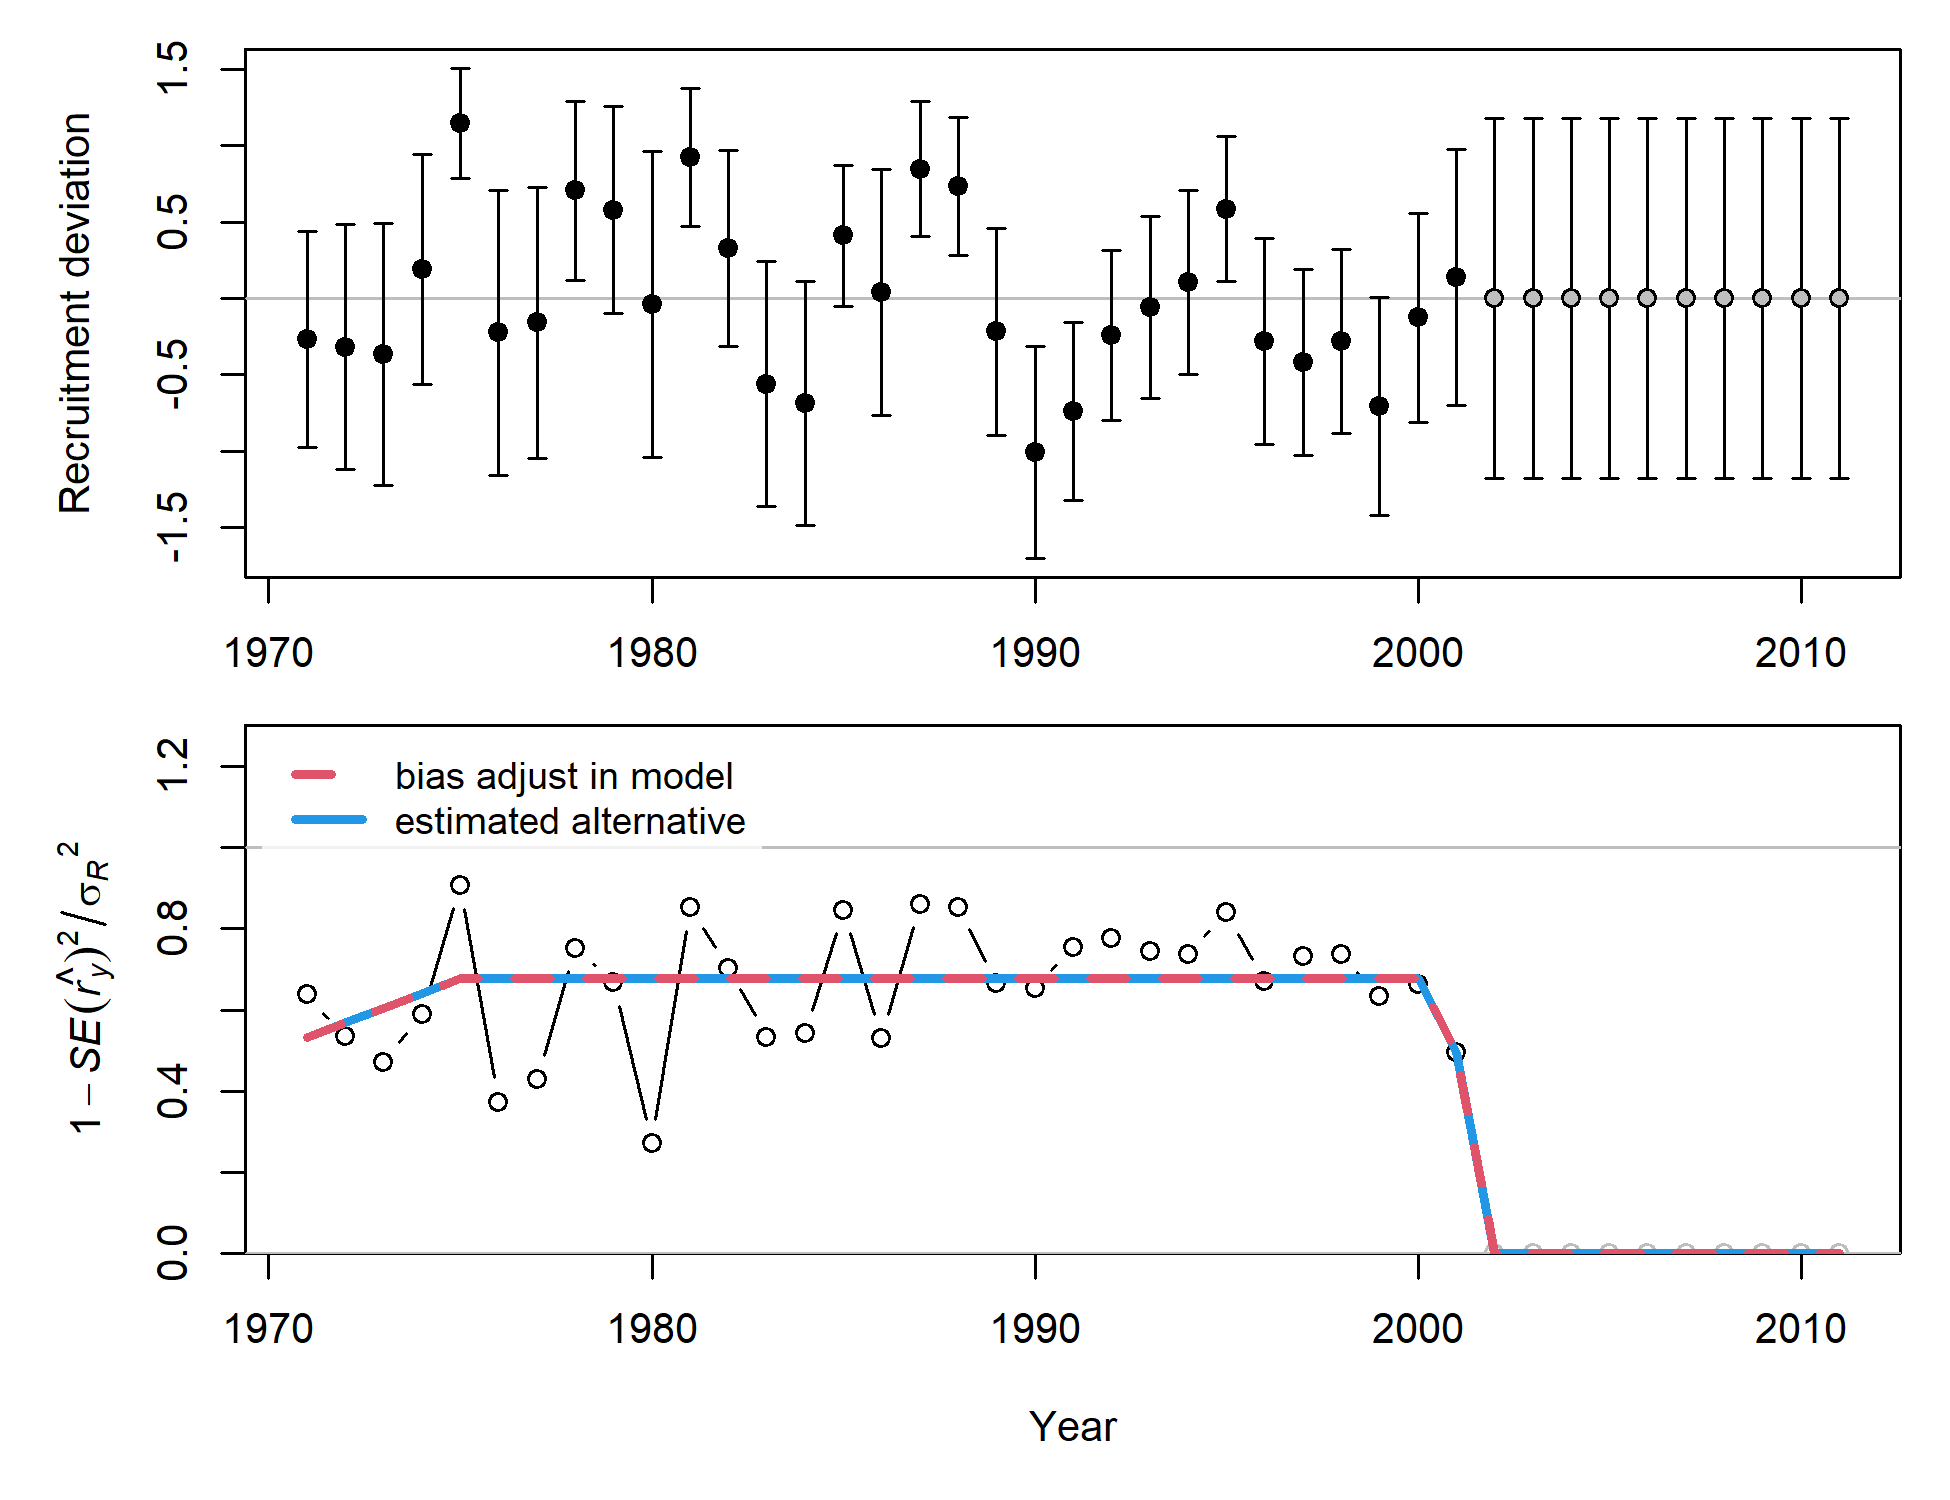 Recruitment deviation
1.5
0.5
-0.5
-1.5
1970 1980 1990 2000 2010
bias adjust in model
estimated alternative
1 − SE(r̂_y)² / σ_R²
1.2
0.8
0.4
0.0
1970 1980 1990 2000 2010
Year